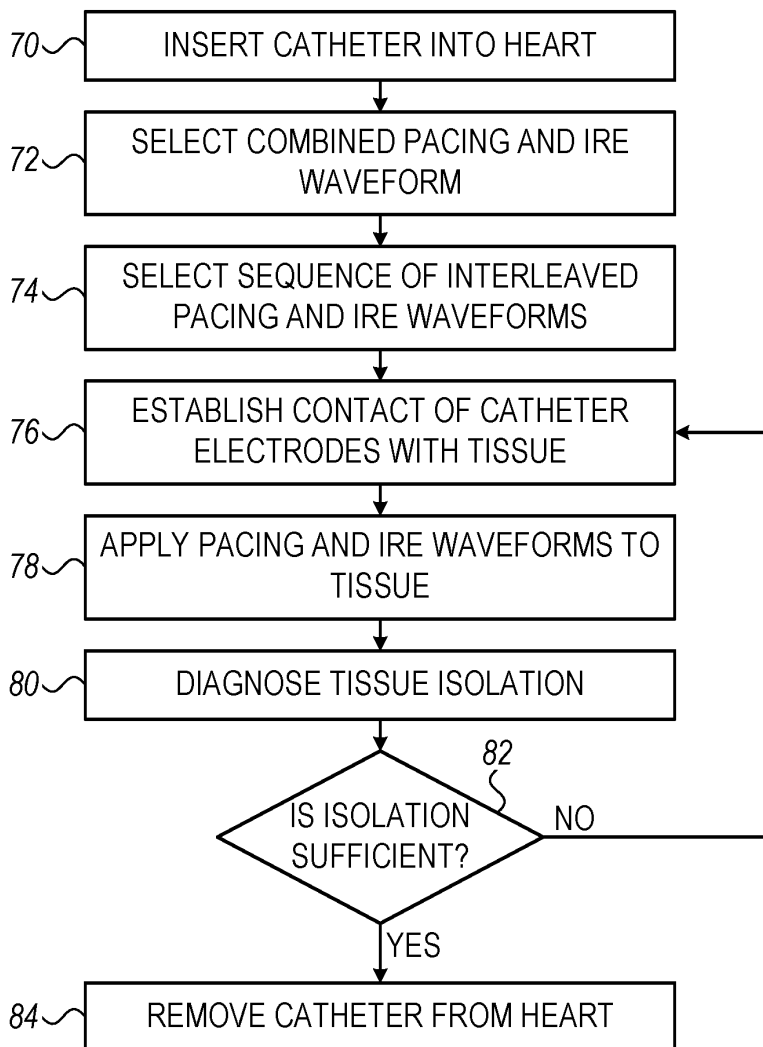 70
INSERT CATHETER INTO HEART
72
SELECT COMBINED PACING AND IRE
WAVEFORM
74
SELECT SEQUENCE OF INTERLEAVED
PACING AND IRE WAVEFORMS
76
ESTABLISH CONTACT OF CATHETER
ELECTRODES WITH TISSUE
78
APPLY PACING AND IRE WAVEFORMS TO
TISSUE
80
DIAGNOSE TISSUE ISOLATION
82
IS ISOLATION
SUFFICIENT?
NO
YES
84
REMOVE CATHETER FROM HEART